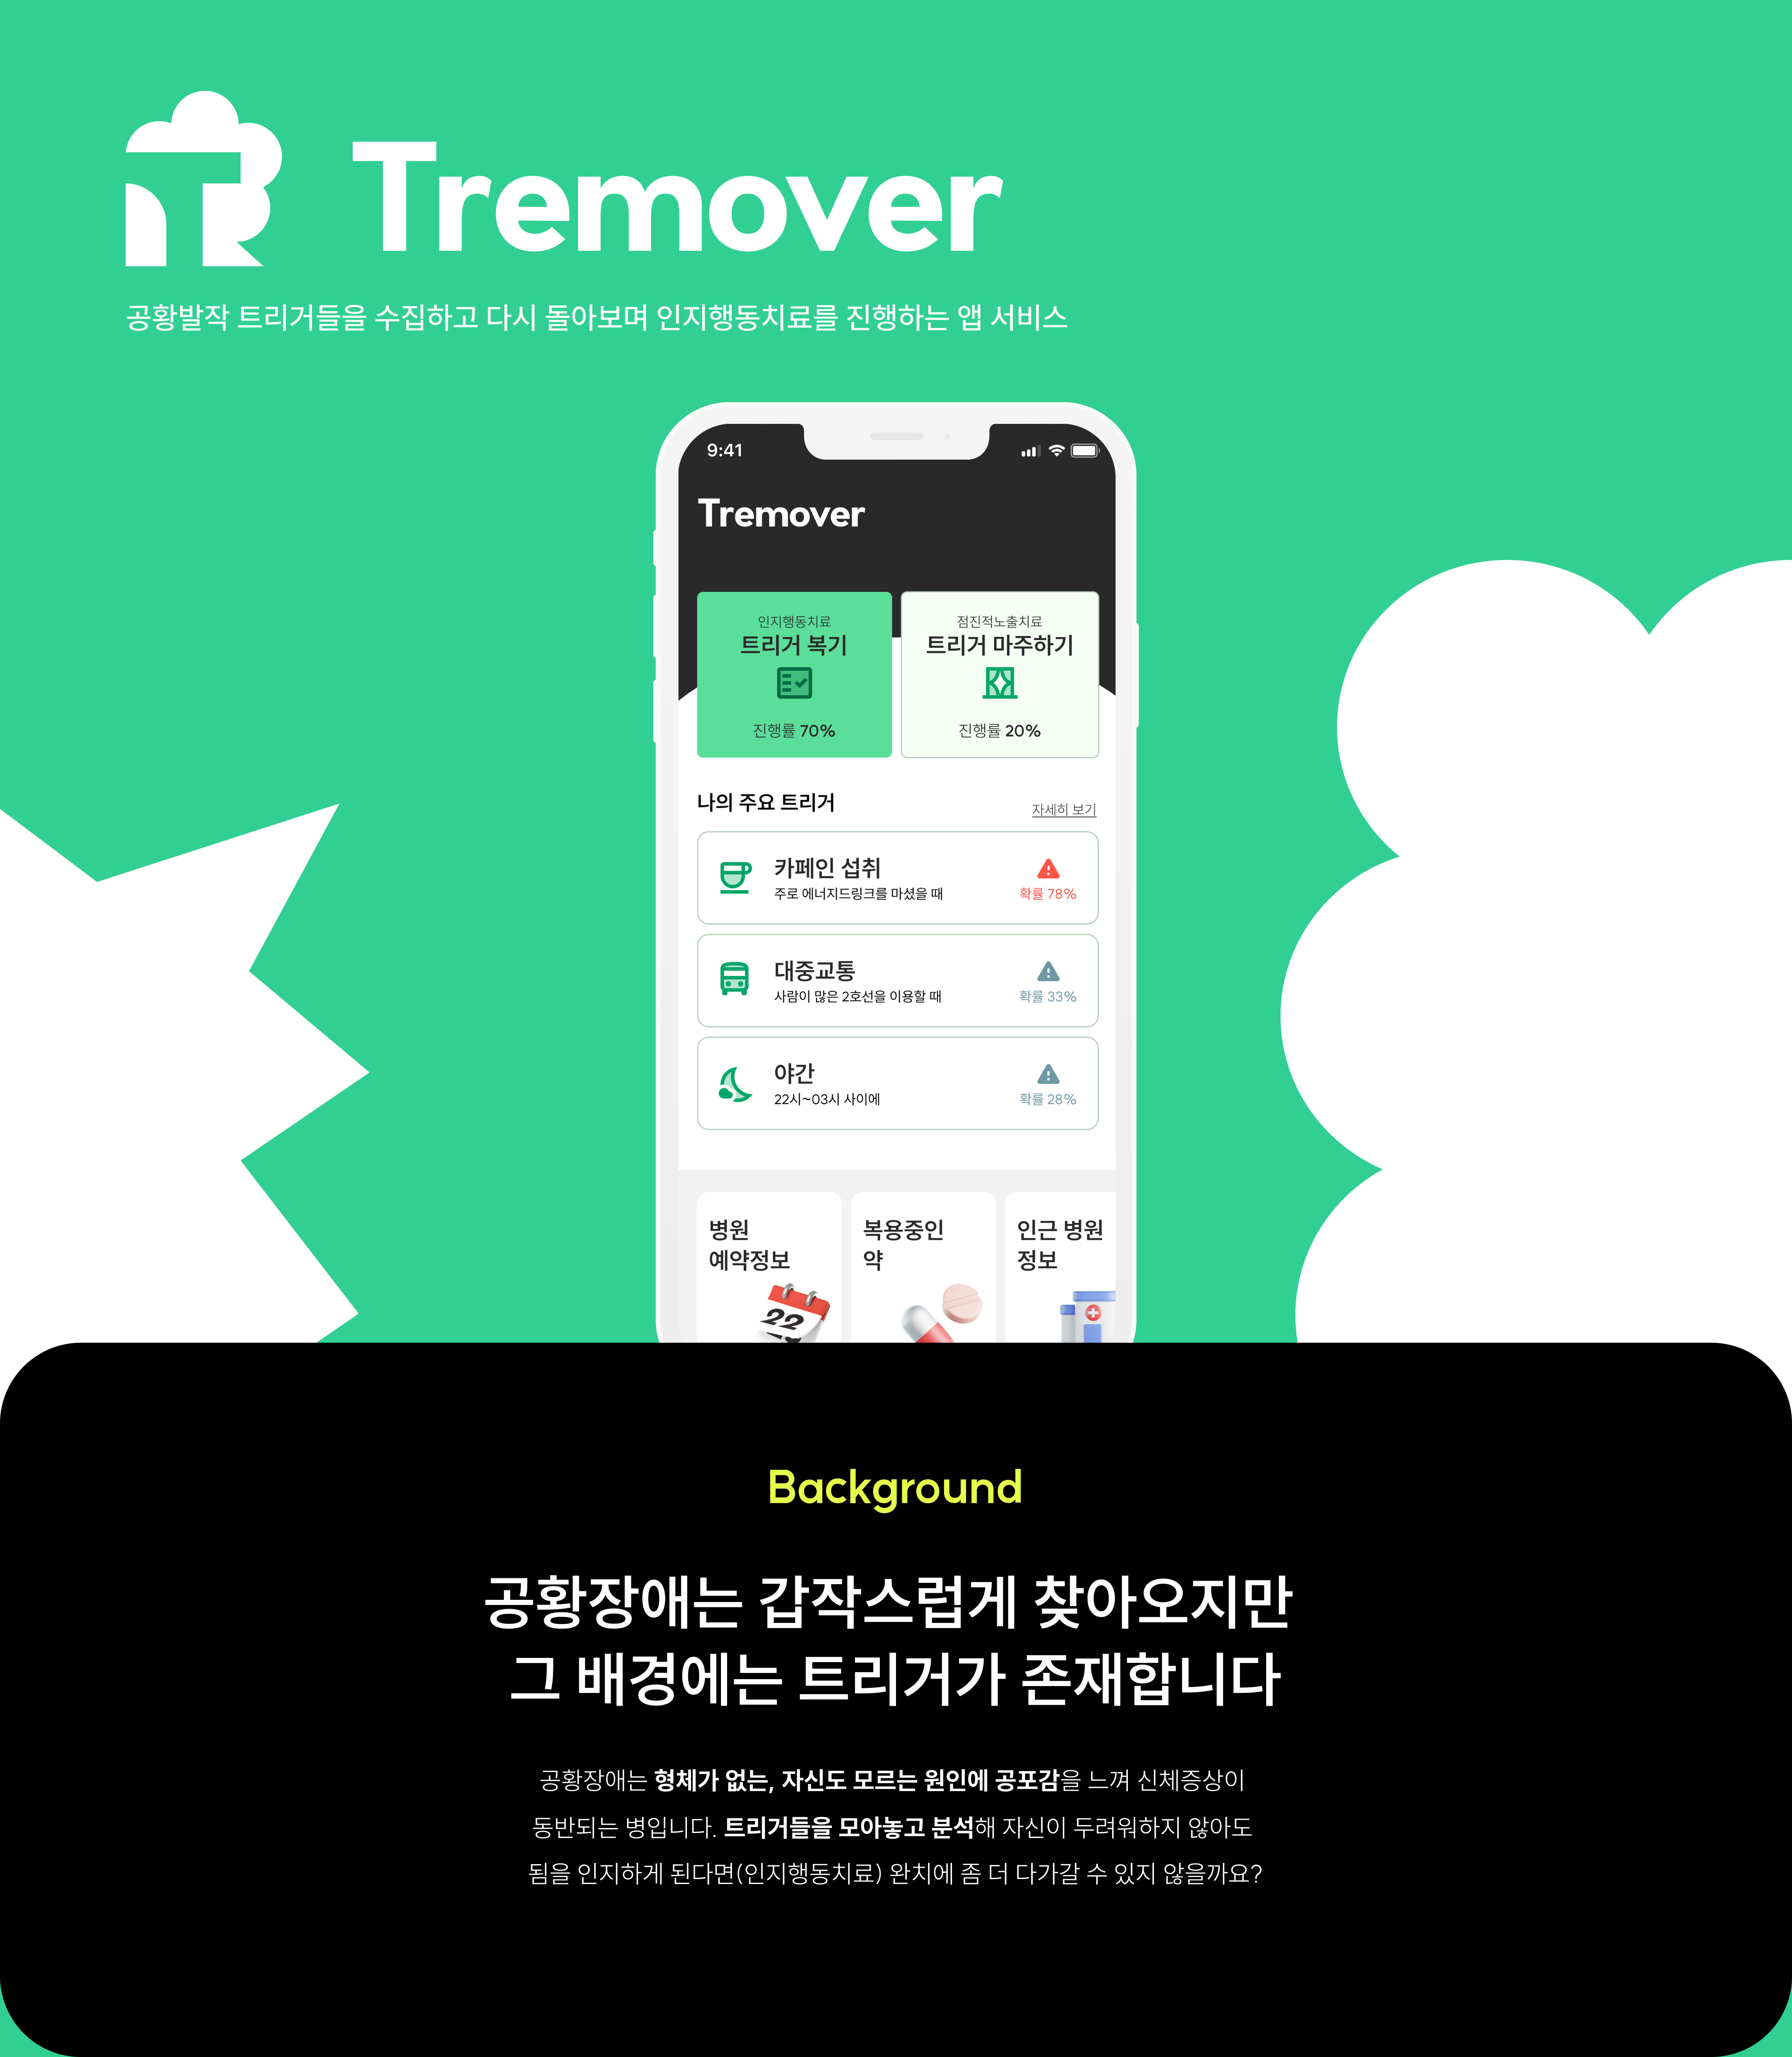 Tremover
공황발작 트리거들을 수집하고 다시 돌아보며 인지행동치료를 진행하는 앱 서비스
9:41
Tremover
인지행동치료
트리거 복기
진행률 70%
점진적노출치료
트리거 마주하기
진행률 20%
나의 주요 트리거
자세히 보기
카페인 섭취
주로 에너지드링크를 마셨을 때
확률 78%
대중교통
사람이 많은 2호선을 이용할 때
확률 33%
야간
22시~03시 사이에
확률 28%
병원
예약정보
22
복용중인
약
인근 병원
정보
Background
공황장애는 갑작스럽게 찾아오지만
그 배경에는 트리거가 존재합니다
공황장애는 형체가 없는, 자신도 모르는 원인에 공포감을 느껴 신체증상이
동반되는 병입니다. 트리거들을 모아놓고 분석해 자신이 두려워하지 않아도
됨을 인지하게 된다면(인지행동치료) 완치에 좀 더 다가갈 수 있지 않을까요?